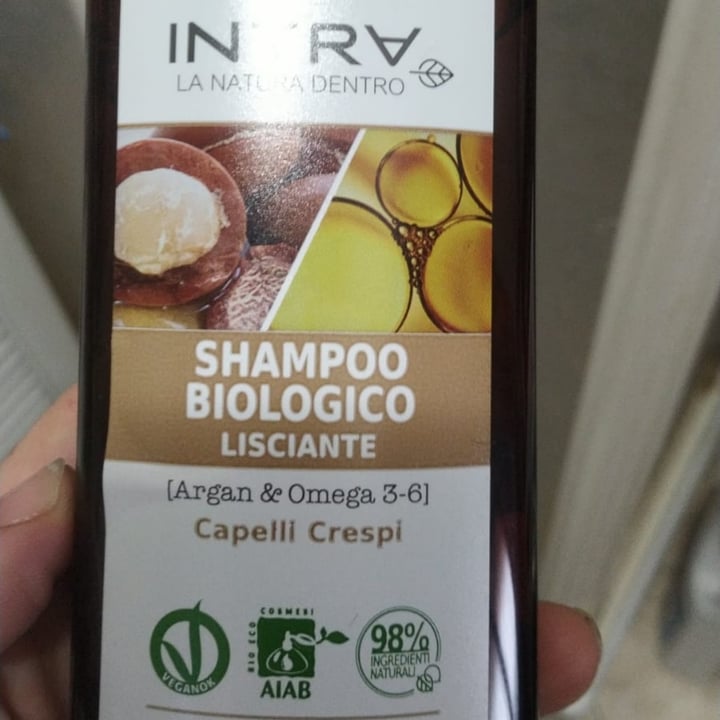 INTRA
LA NATURA DENTRO
SHAMPOO
BIOLOGICO
LISCIANTE
[Argan & Omega 3-6]
Capelli Crespi
VEGANOK
BIO ECO COSMESI
AIAB
98%
INGREDIENTI
NATURALI